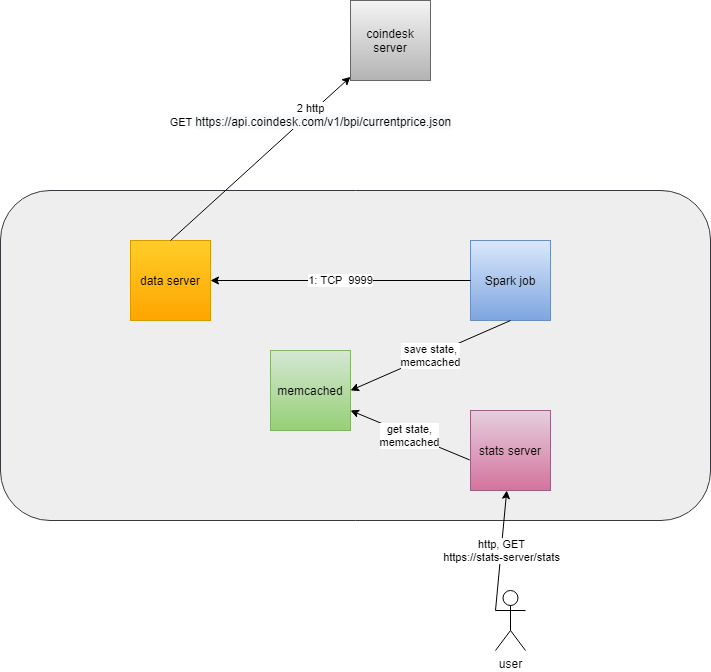 coindesk
server
2 http
GET https://api.coindesk.com/v1/bpi/currentprice.json
data server
1: TCP  9999
Spark job
save state,
memcached
memcached
get state,
memcached
stats server
http, GET
https://stats-server/stats
user